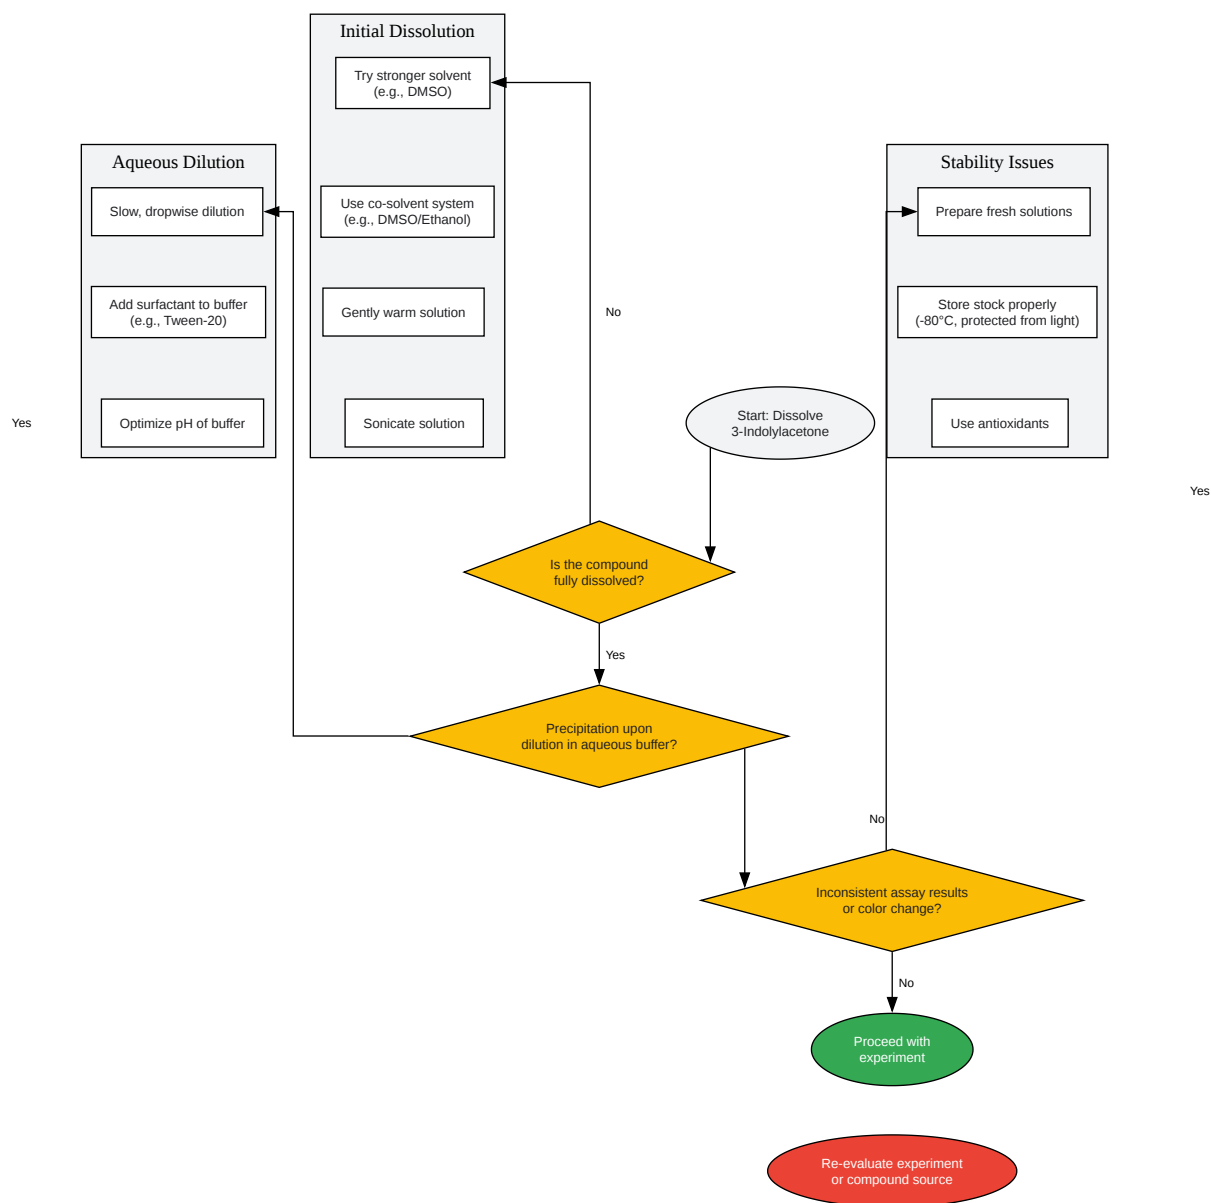 Initial Dissolution
Try stronger solvent
(e.g., DMSO)
Use co-solvent system
(e.g., DMSO/Ethanol)
Gently warm solution
Sonicate solution
Aqueous Dilution
Slow, dropwise dilution
Add surfactant to buffer
(e.g., Tween-20)
Optimize pH of buffer
Yes
Stability Issues
Prepare fresh solutions
Store stock properly
(-80°C, protected from light)
Use antioxidants
Yes
No
Start: Dissolve
3-Indolylacetone
Is the compound
fully dissolved?
Yes
Precipitation upon
dilution in aqueous buffer?
No
Inconsistent assay results
or color change?
No
Proceed with
experiment
Re-evaluate experiment
or compound source